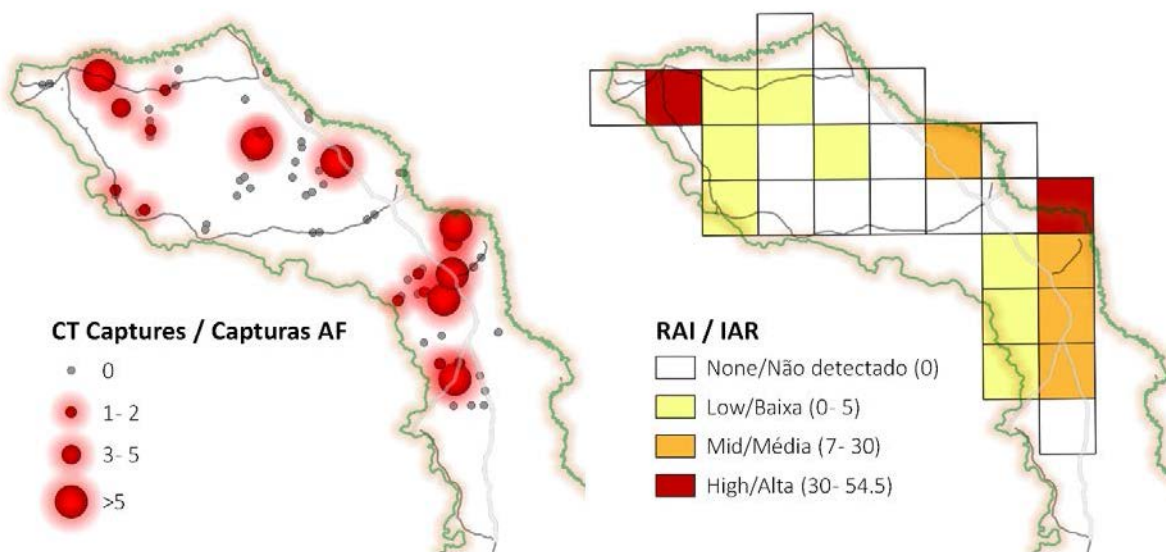 CT Captures / Capturas AF
0
1- 2
3- 5
>5
RAI / IAR
None/Não detectado (0)
Low/Baixa (0- 5)
Mid/Média (7- 30)
High/Alta (30- 54.5)